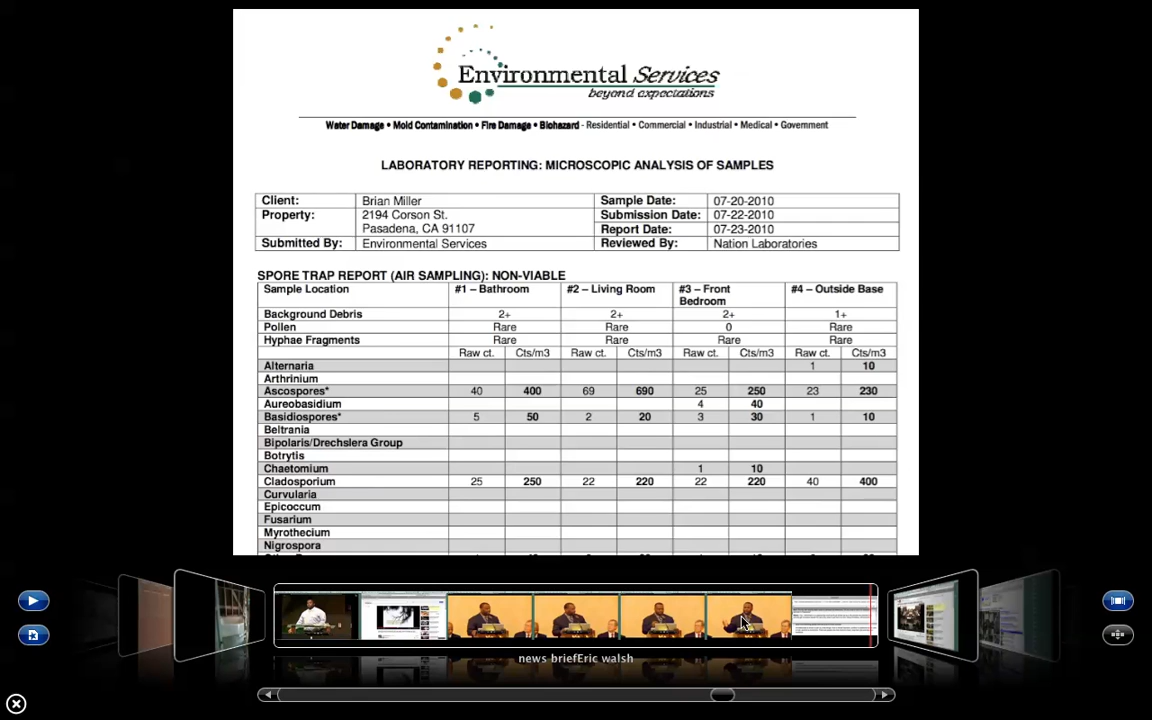 Environmental Services
beyond expectations
Water Damage • Mold Contamination • Fire Damage • Biohazard - Residential • Commercial • Industrial • Medical • Government
LABORATORY REPORTING: MICROSCOPIC ANALYSIS OF SAMPLES
Client: Brian Miller Sample Date: 07-20-2010
Property: 2194 Corson St. Submission Date: 07-22-2010
Pasadena, CA 91107 Report Date: 07-23-2010
Submitted By: Environmental Services Reviewed By: Nation Laboratories
SPORE TRAP REPORT (AIR SAMPLING): NON-VIABLE
Sample Location #1 – Bathroom #2 – Living Room #3 – Front #4 – Outside Base
Bedroom
Background Debris 2+ 2+ 2+ 1+
Pollen Rare Rare 0 Rare
Hyphae Fragments Rare Rare Rare Rare
Raw ct. Cts/m3 Raw ct. Cts/m3 Raw ct. Cts/m3 Raw ct. Cts/m3
Alternaria 1 10
Arthrinium
Ascospores* 40 400 69 690 25 250 23 230
Aureobasidium 4 40
Basidiospores* 5 50 2 20 3 30 1 10
Beltrania
Bipolaris/Drechslera Group
Botrytis
Chaetomium 1 10
Cladosporium 25 250 22 220 22 220 40 400
Curvularia
Epicoccum
Fusarium
Myrothecium
Nigrospora
news briefEric walsh